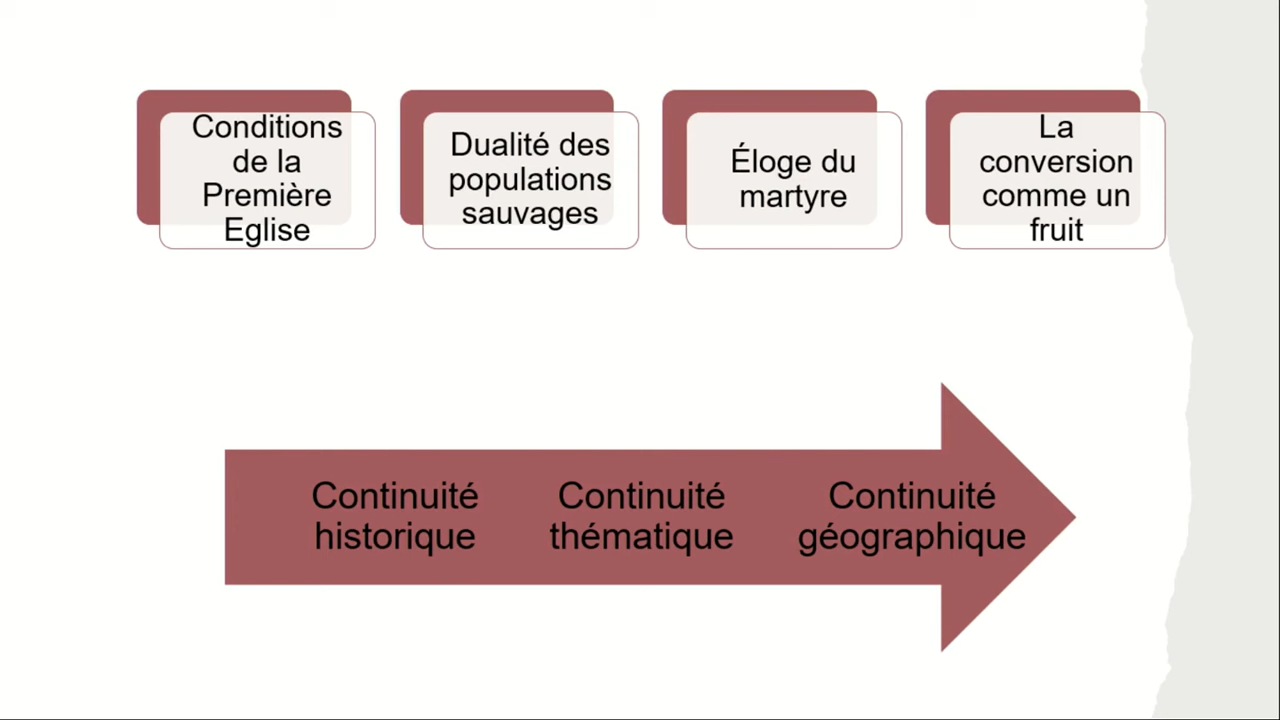 Conditions
de la
Première
Eglise
Dualité des
populations
sauvages
Éloge du
martyre
La
conversion
comme un
fruit
Continuité
historique
Continuité
thématique
Continuité
géographique